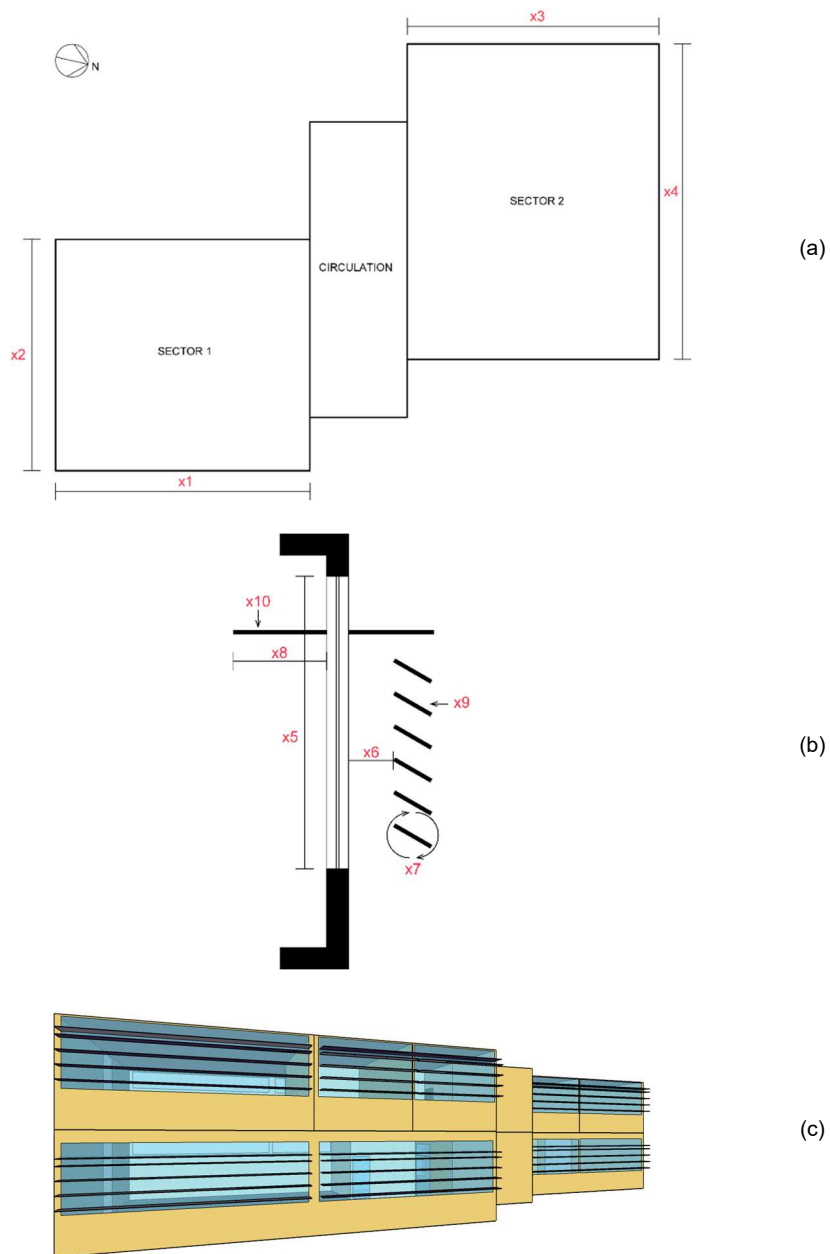 x3
N
x4
SECTOR 2
(a)
CIRCULATION
x2
SECTOR 1
x1
x10
x8
x9
x5
x6
(b)
x7
(c)